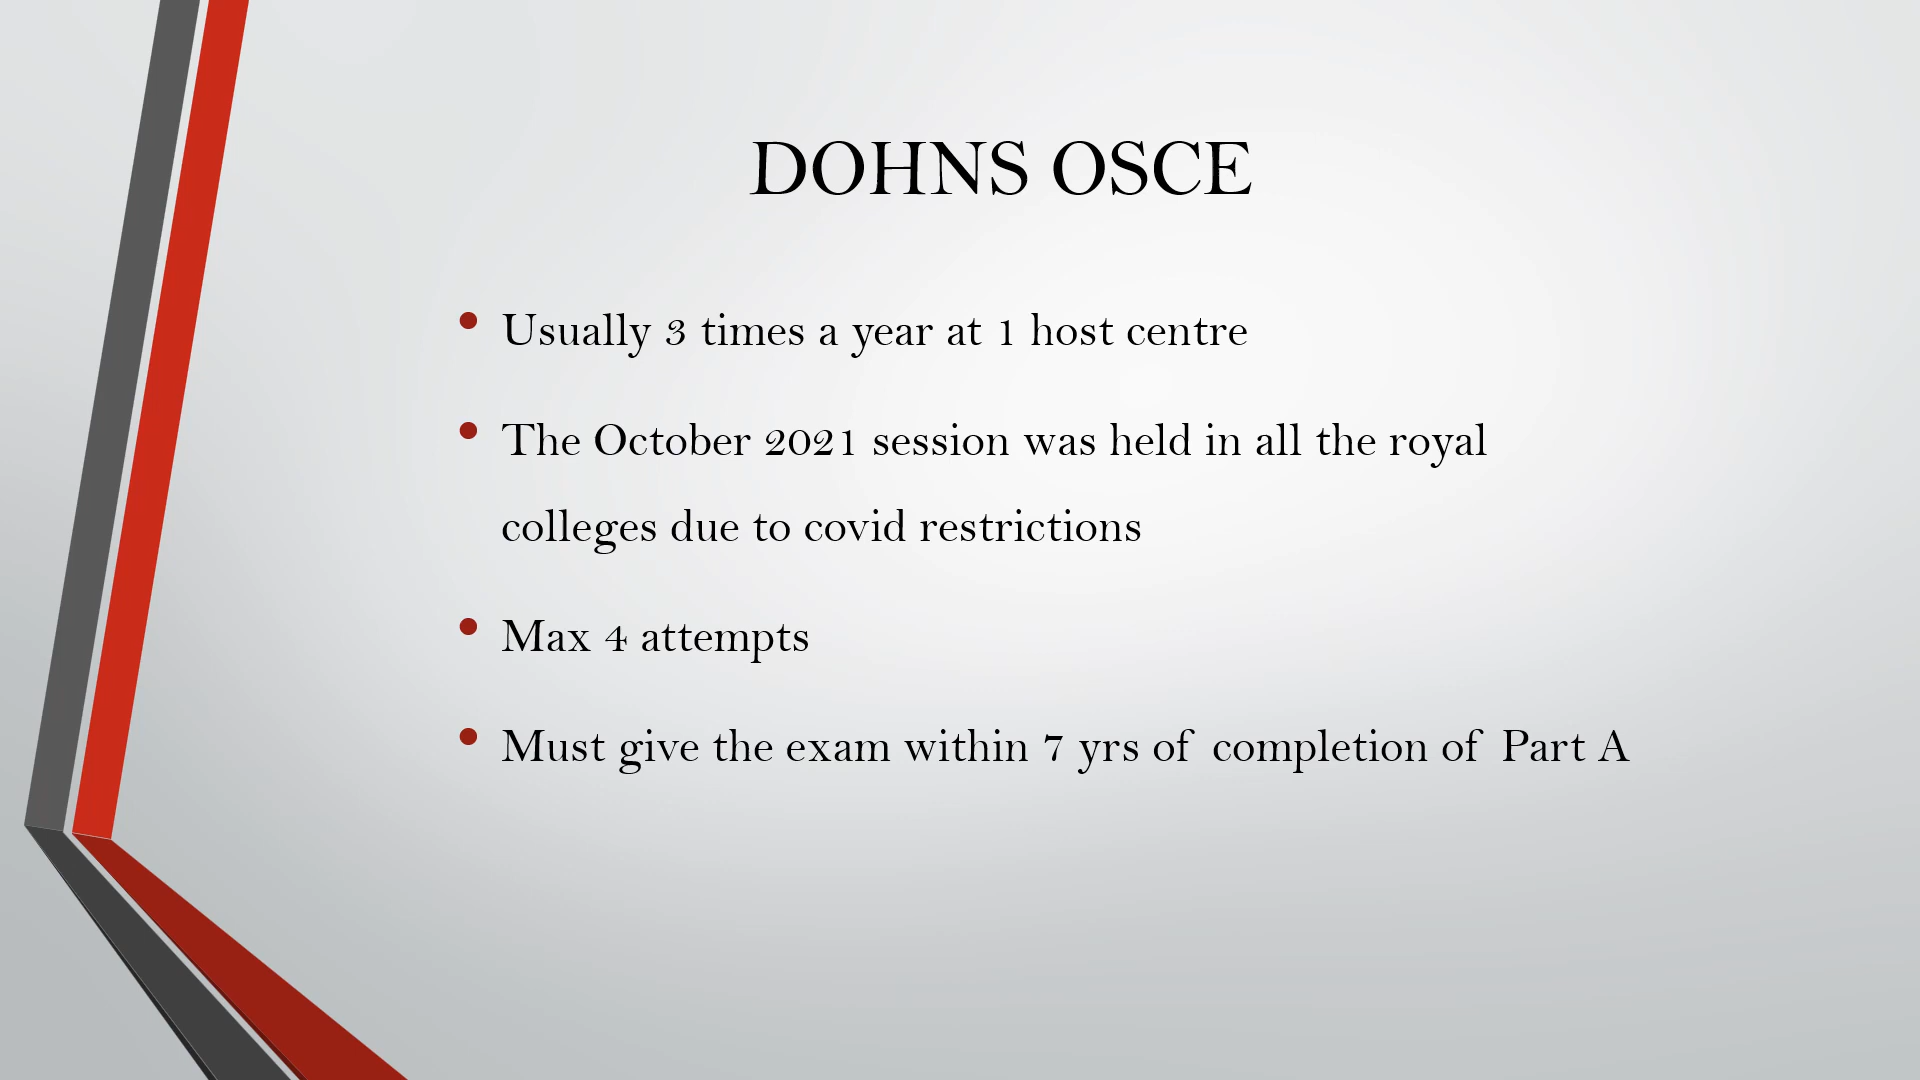 DOHNS OSCE
• Usually 3 times a year at 1 host centre
• The October 2021 session was held in all the royal
colleges due to covid restrictions
• Max 4 attempts
• Must give the exam within 7 yrs of completion of Part A